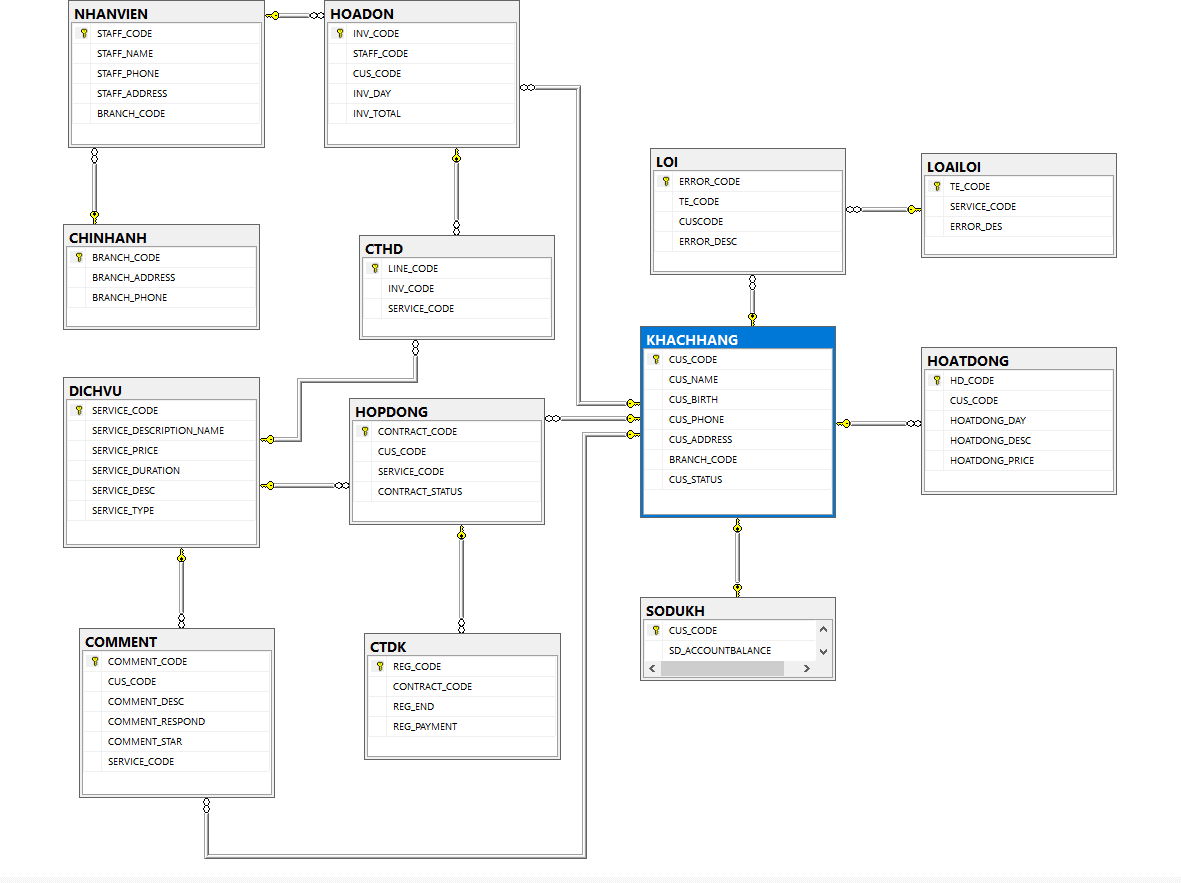 NHANVIEN
STAFF_CODE
STAFF_NAME
STAFF_PHONE
STAFF_ADDRESS
BRANCH_CODE
HOADON
INV_CODE
STAFF_CODE
CUS_CODE
INV_DAY
INV_TOTAL
LOI
ERROR_CODE
TE_CODE
CUSCODE
ERROR_DESC
LOAILOI
TE_CODE
SERVICE_CODE
ERROR_DES
CHINHANH
BRANCH_CODE
BRANCH_ADDRESS
BRANCH_PHONE
CTHD
LINE_CODE
INV_CODE
SERVICE_CODE
KHACHHANG
CUS_CODE
CUS_NAME
CUS_BIRTH
CUS_PHONE
CUS_ADDRESS
BRANCH_CODE
CUS_STATUS
HOATDONG
HD_CODE
CUS_CODE
HOATDONG_DAY
HOATDONG_DESC
HOATDONG_PRICE
DICHVU
SERVICE_CODE
SERVICE_DESCRIPTION_NAME
SERVICE_PRICE
SERVICE_DURATION
SERVICE_DESC
SERVICE_TYPE
HOPDONG
CONTRACT_CODE
CUS_CODE
SERVICE_CODE
CONTRACT_STATUS
SODUKH
CUS_CODE
SD_ACCOUNTBALANCE
COMMENT
COMMENT_CODE
CUS_CODE
COMMENT_DESC
COMMENT_RESPOND
COMMENT_STAR
SERVICE_CODE
CTDK
REG_CODE
CONTRACT_CODE
REG_END
REG_PAYMENT